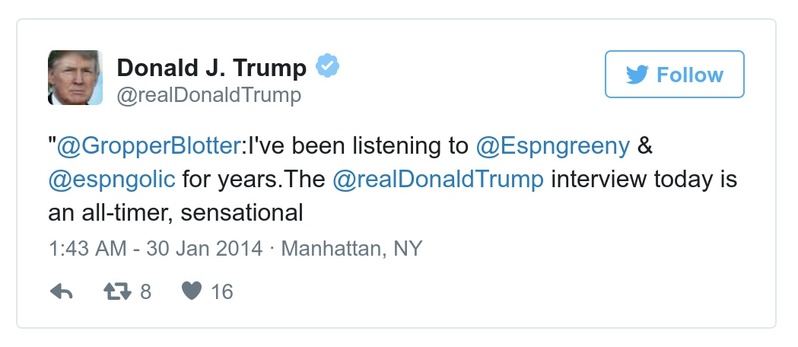 Donald J. Trump
@realDonaldTrump
Follow
"@GropperBlotter:I've been listening to @Espngreeny &
@espngolic for years.The @realDonaldTrump interview today is
an all-timer, sensational
1:43 AM - 30 Jan 2014 · Manhattan, NY
8
16